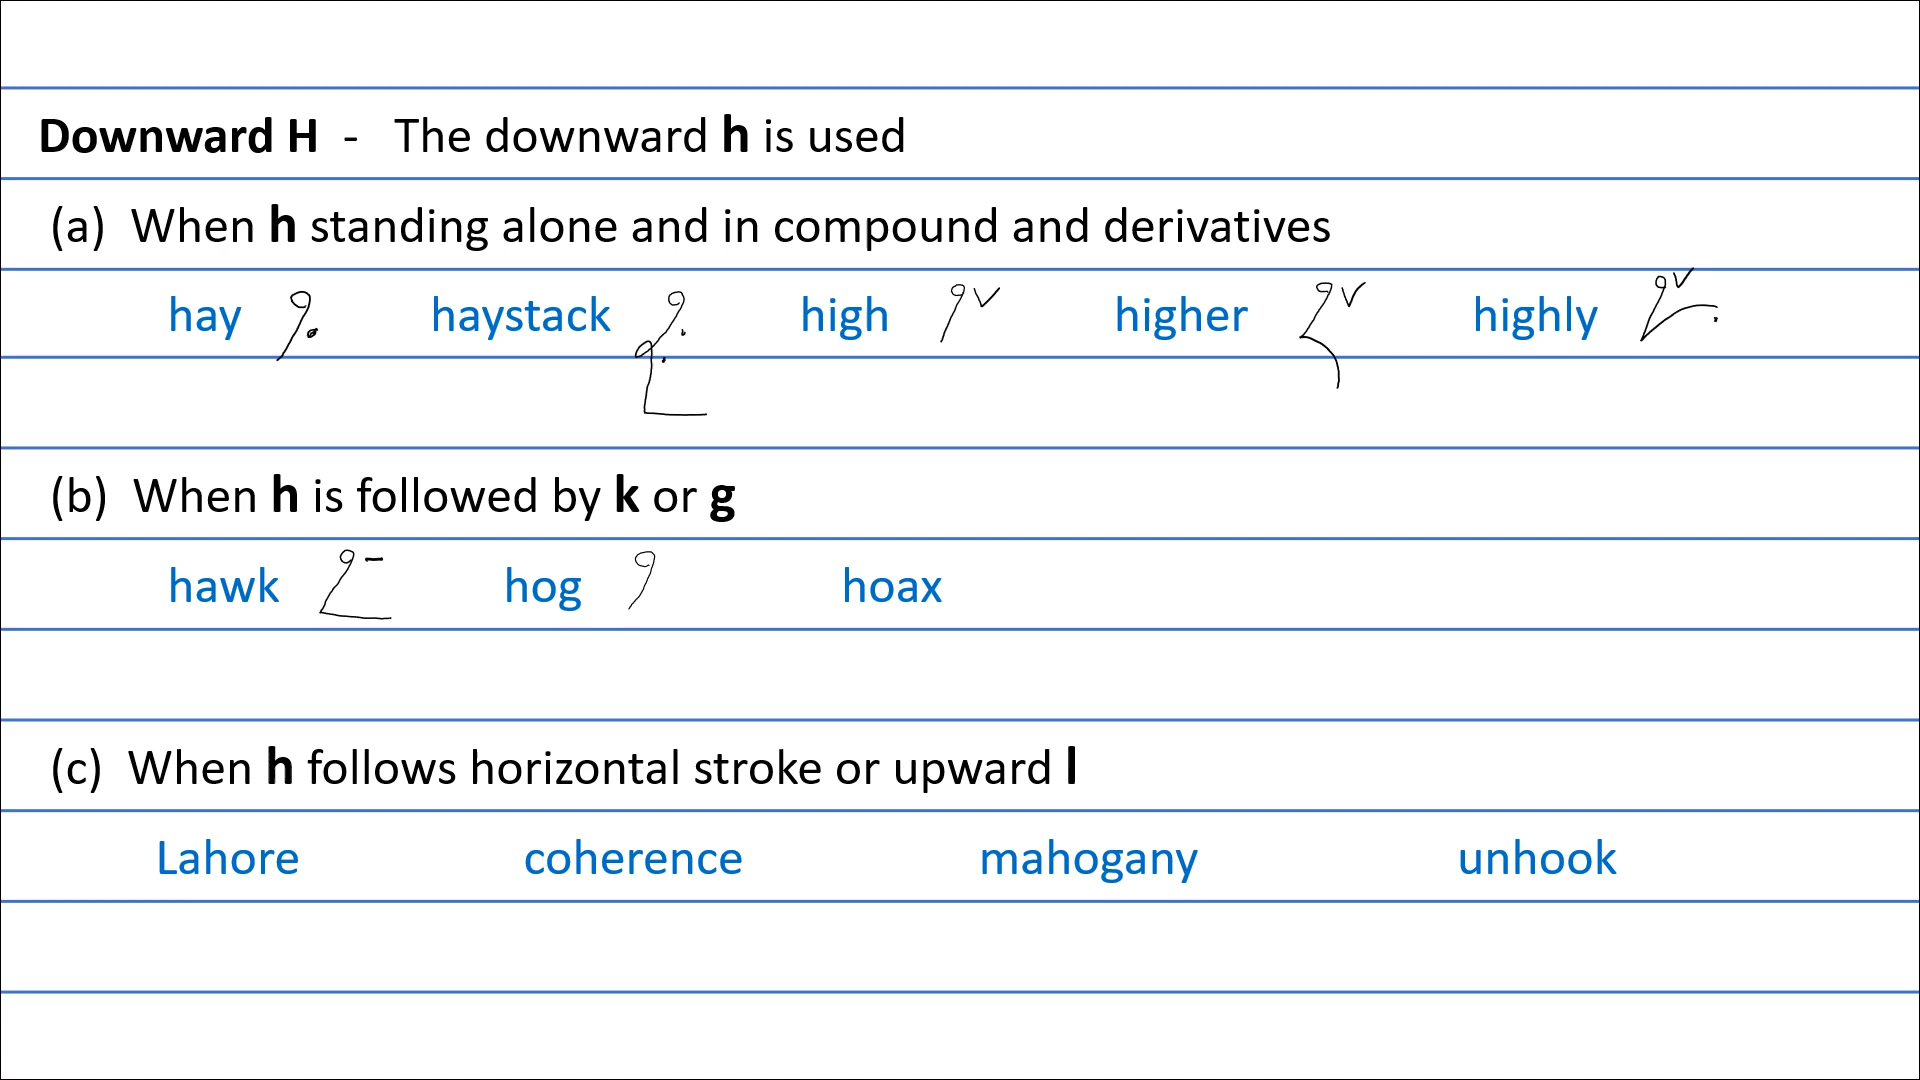 Downward H - The downward h is used
(a) When h standing alone and in compound and derivatives
hay haystack high higher highly
(b) When h is followed by k or g
hawk hog hoax
(c) When h follows horizontal stroke or upward l
Lahore coherence mahogany unhook